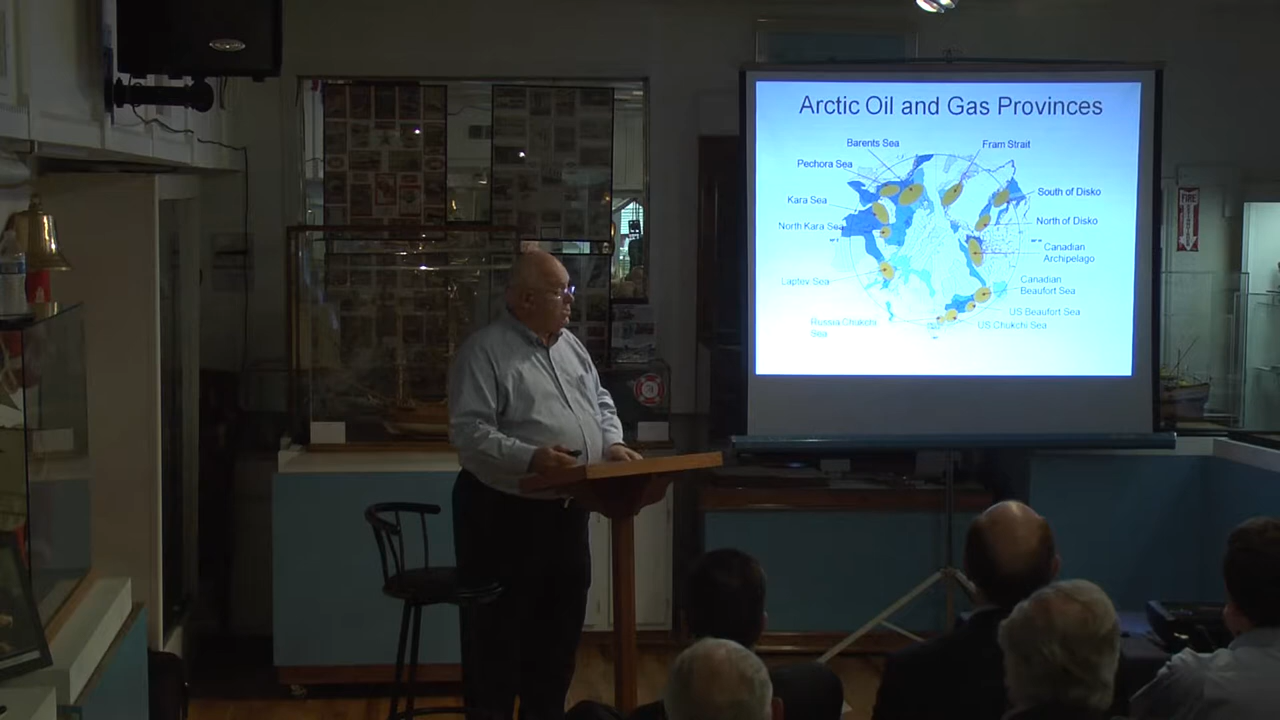 Arctic Oil and Gas Provinces
Barents Sea
Fram Strait
Pechora Sea
South of Disko
Kara Sea
North of Disko
North Kara Sea
Canadian
Archipelago
Laptev Sea
Canadian
Beaufort Sea
US Beaufort Sea
Russia Chukchi
Sea
US Chukchi Sea
FIRE